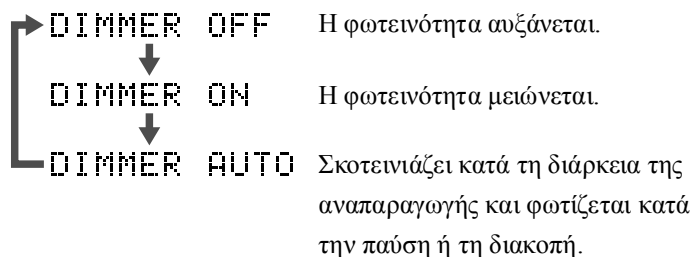 DIMMER OFF Η φωτεινότητα αυξάνεται.
DIMMER ON Η φωτεινότητα μειώνεται.
DIMMER AUTO Σκοτεινιάζει κατά τη διάρκεια της
αναπαραγωγής και φωτίζεται κατά
την παύση ή τη διακοπή.